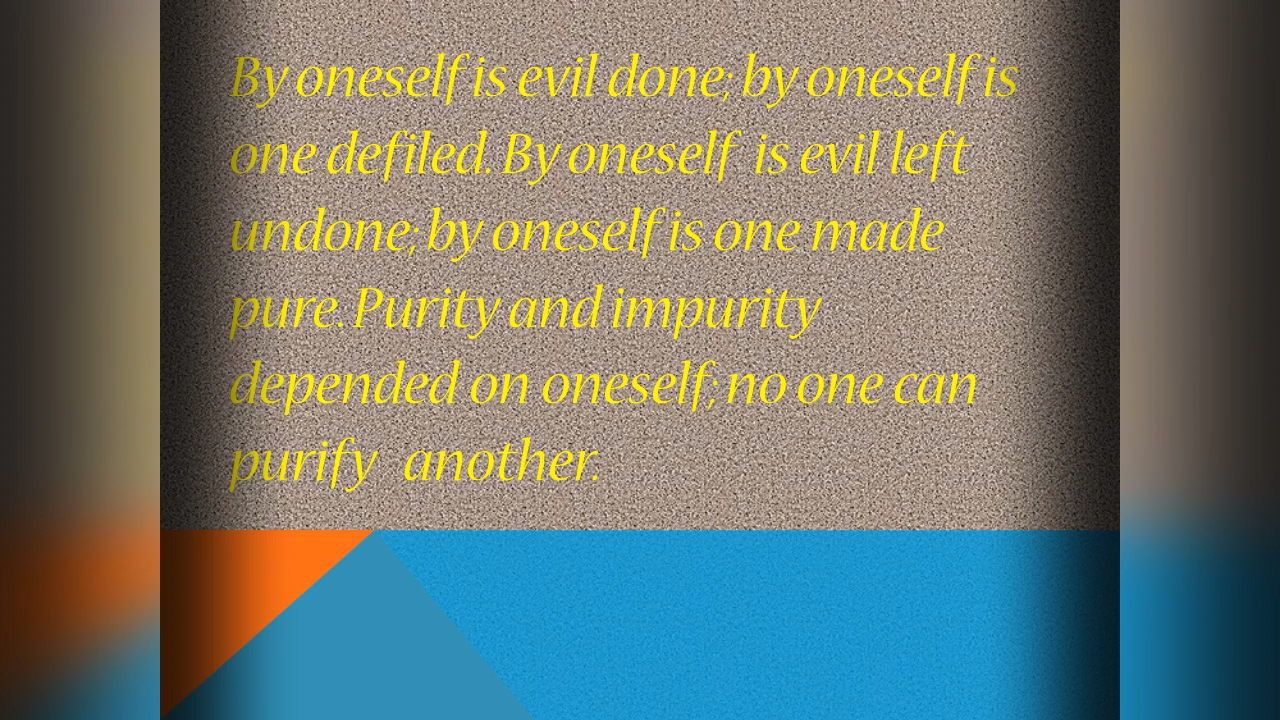 By oneself is evil done; by oneself is
one defiled. By oneself is evil left
undone; by oneself is one made
pure. Purity and impurity
depended on oneself; no one can
purify another.